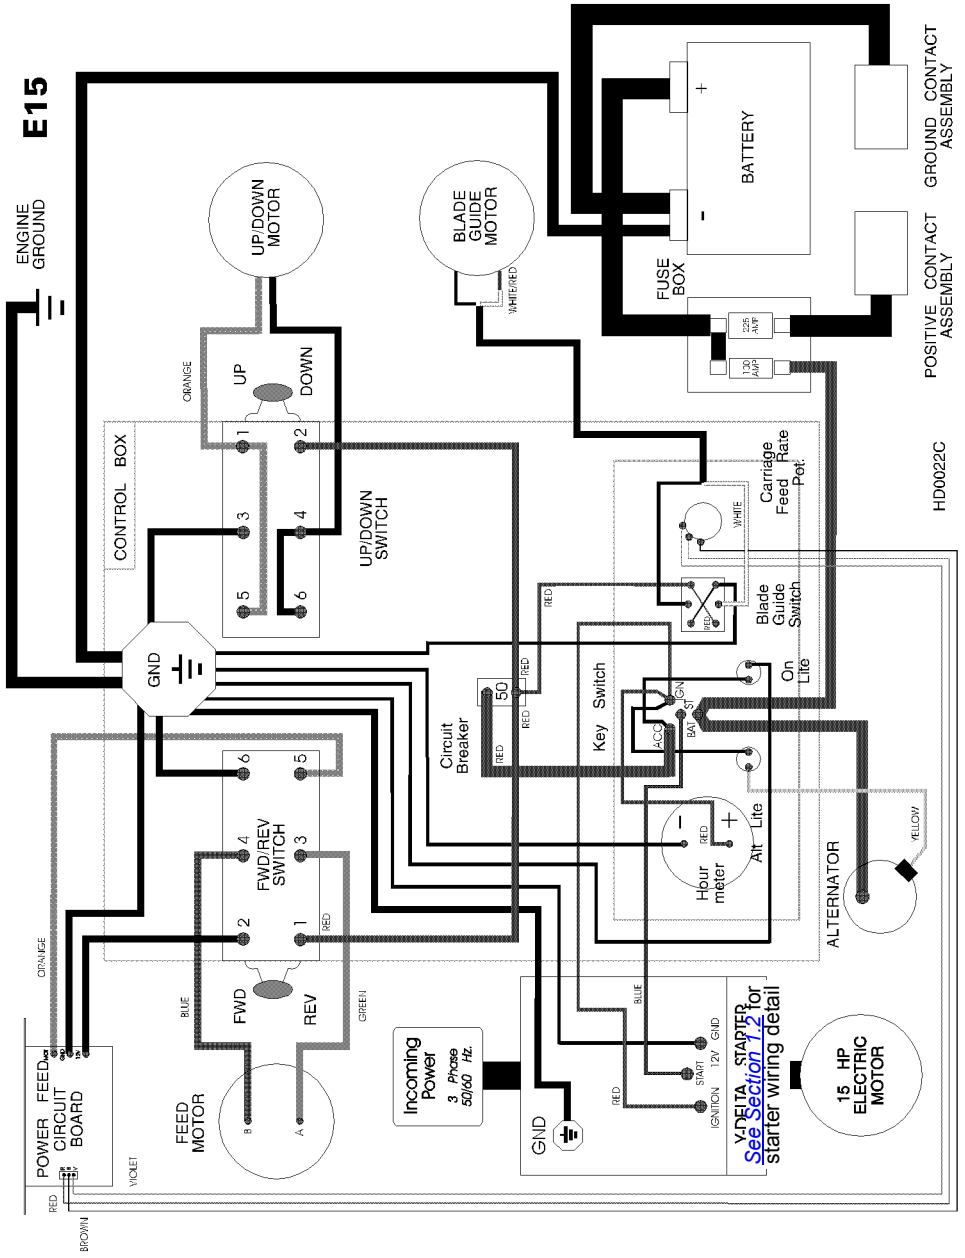 E15
ENGINE
GROUND
UP/DOWN
MOTOR
BLADE
GUIDE
MOTOR
WHITE/RED
BATTERY
+
-
GROUND CONTACT
ASSEMBLY
POSITIVE CONTACT
ASSEMBLY
FUSE
BOX
225
AMP
130
AMP
HD0022C
ORANGE
UP
DOWN
CONTROL BOX
1
2
3
4
5
6
UP/DOWN
SWITCH
GND
Carriage
Feed Rate
Pot.
WHITE
Blade
Guide
Switch
RED
RED
RED
RED
RED
50
Circuit
Breaker
Key Switch
IGN
ST
ACC
BAT
On
Lite
Alt Lite
Hour
meter
-
+
RED
YELLOW
ALTERNATOR
6
5
4
3
2
1
FWD/REV
SWITCH
RED
FWD
REV
ORANGE
BLUE
GREEN
FEED
MOTOR
B
A
POWER FEED
CIRCUIT
BOARD
MOT
GND
12V
R
B
V
RED
BROWN
VIOLET
Incoming
Power
3 Phase
50/60 Hz.
GND
BLUE
RED
IGNITION
START
12V
GND
Y-DELTA STARTER
See Section 1.2 for
starter wiring detail
15 HP
ELECTRIC
MOTOR